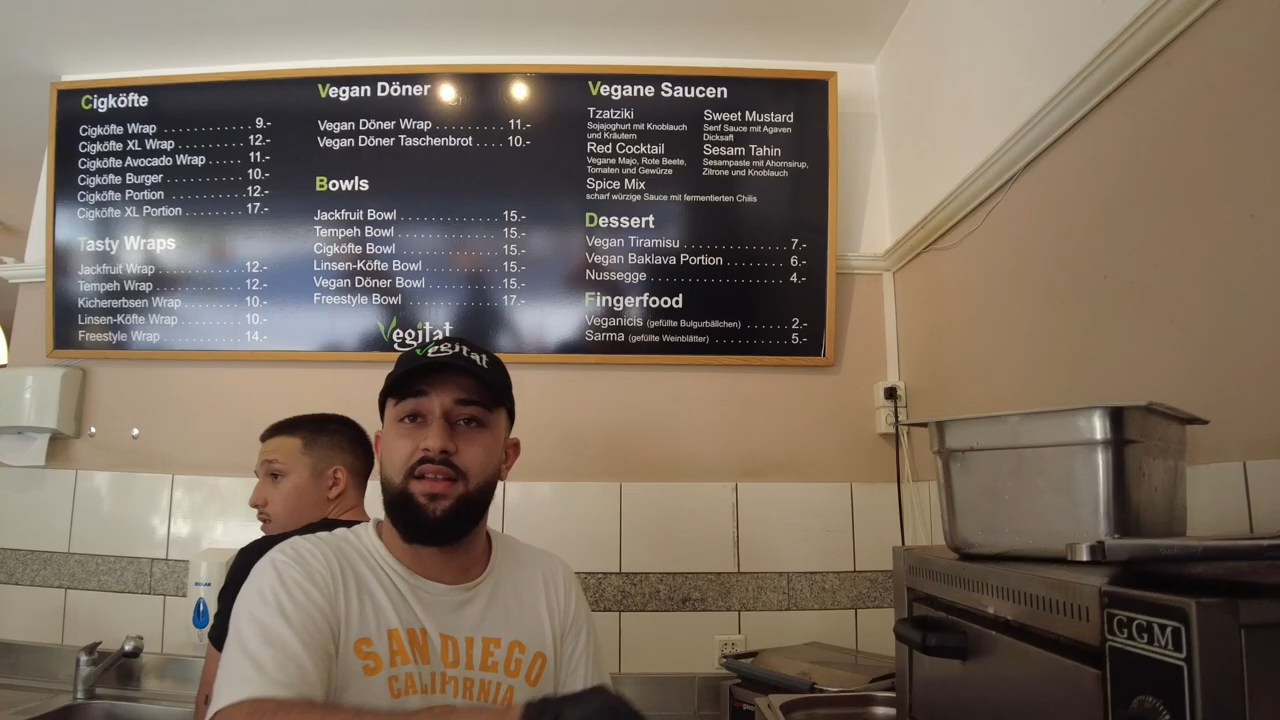 Cigköfte
Cigköfte Wrap . . . . . . . . . . . . 9.-
Cigköfte XL Wrap . . . . . . . . 12.-
Cigköfte Avocado Wrap . . . 11.-
Cigköfte Burger . . . . . . . . . . 10.-
Cigköfte Portion . . . . . . . . . . 12.-
Cigköfte XL Portion . . . . . . . 17.-
Tasty Wraps
Jackfruit Wrap . . . . . . . . . . . 12.-
Tempeh Wrap . . . . . . . . . . . 12.-
Kichererbsen Wrap . . . . . . . 10.-
Linsen-Köfte Wrap . . . . . . . 10.-
Freestyle Wrap . . . . . . . . . . 14.-
Vegan Döner
Vegan Döner Wrap . . . . . . . . 11.-
Vegan Döner Taschenbrot . . . . 10.-
Bowls
Jackfruit Bowl . . . . . . . . . . . . 15.-
Tempeh Bowl . . . . . . . . . . . . 15.-
Cigköfte Bowl . . . . . . . . . . . . 15.-
Linsen-Köfte Bowl . . . . . . . . . 15.-
Vegan Döner Bowl . . . . . . . . . 15.-
Freestyle Bowl . . . . . . . . . . . 17.-
Vegitat
Vegane Saucen
Tzatziki
Sojajoghurt mit Knoblauch
und Kräutern
Red Cocktail
Vegane Majo, Rote Beete,
Tomaten und Gewürze
Spice Mix
scharf würzige Sauce mit fermentierten Chilis
Sweet Mustard
Senf Sauce mit Agaven
Dicksaft
Sesam Tahin
Sesampaste mit Ahornsirup,
Zitrone und Knoblauch
Dessert
Vegan Tiramisu . . . . . . . . . . . . . 7.-
Vegan Baklava Portion . . . . . . . . 6.-
Nussegge . . . . . . . . . . . . . . . . . 4.-
Fingerfood
Veganicis (gefüllte Bulgurbällchen) . . . . . . 2.-
Sarma (gefüllte Weinblätter) . . . . . . . . . . 5.-
Vegitat
SAN DIEGO
CALIFORNIA
GGM